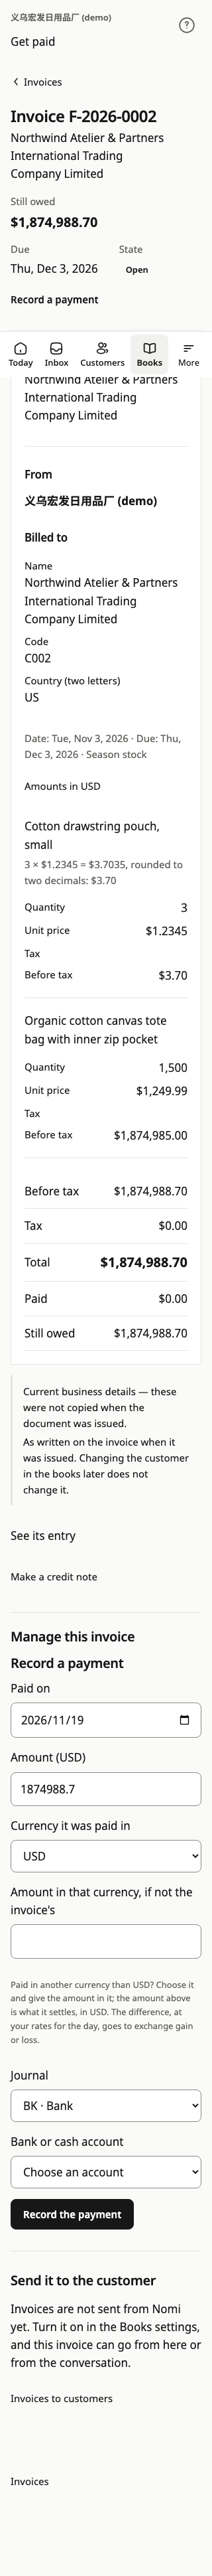 义乌宏发日用品厂 (demo)
Get paid
Invoices
Invoice F-2026-0002
Northwind Atelier & Partners
International Trading
Company Limited
Still owed
$1,874,988.70
Due
State
Thu, Dec 3, 2026
Open
Record a payment
Today
Inbox
Customers
Books
More
Northwind Atelier & Partners
International Trading
Company Limited
From
义乌宏发日用品厂 (demo)
Billed to
Name
Northwind Atelier & Partners
International Trading
Company Limited
Code
C002
Country (two letters)
US
Date: Tue, Nov 3, 2026 · Due: Thu,
Dec 3, 2026 · Season stock
Amounts in USD
Cotton drawstring pouch,
small
3 × $1.2345 = $3.7035, rounded to
two decimals: $3.70
Quantity 3
Unit price $1.2345
Tax
Before tax $3.70
Organic cotton canvas tote
bag with inner zip pocket
Quantity 1,500
Unit price $1,249.99
Tax
Before tax $1,874,985.00
Before tax $1,874,988.70
Tax $0.00
Total $1,874,988.70
Paid $0.00
Still owed $1,874,988.70
Current business details — these
were not copied when the
document was issued.
As written on the invoice when it
was issued. Changing the customer
in the books later does not
change it.
See its entry
Make a credit note
Manage this invoice
Record a payment
Paid on
2026/11/19
Amount (USD)
1874988.7
Currency it was paid in
USD
Amount in that currency, if not the
invoice's
Paid in another currency than USD? Choose it
and give the amount in it; the amount above
is what it settles, in USD. The difference, at
your rates for the day, goes to exchange gain
or loss.
Journal
BK · Bank
Bank or cash account
Choose an account
Record the payment
Send it to the customer
Invoices are not sent from Nomi
yet. Turn it on in the Books settings,
and this invoice can go from here or
from the conversation.
Invoices to customers
Invoices